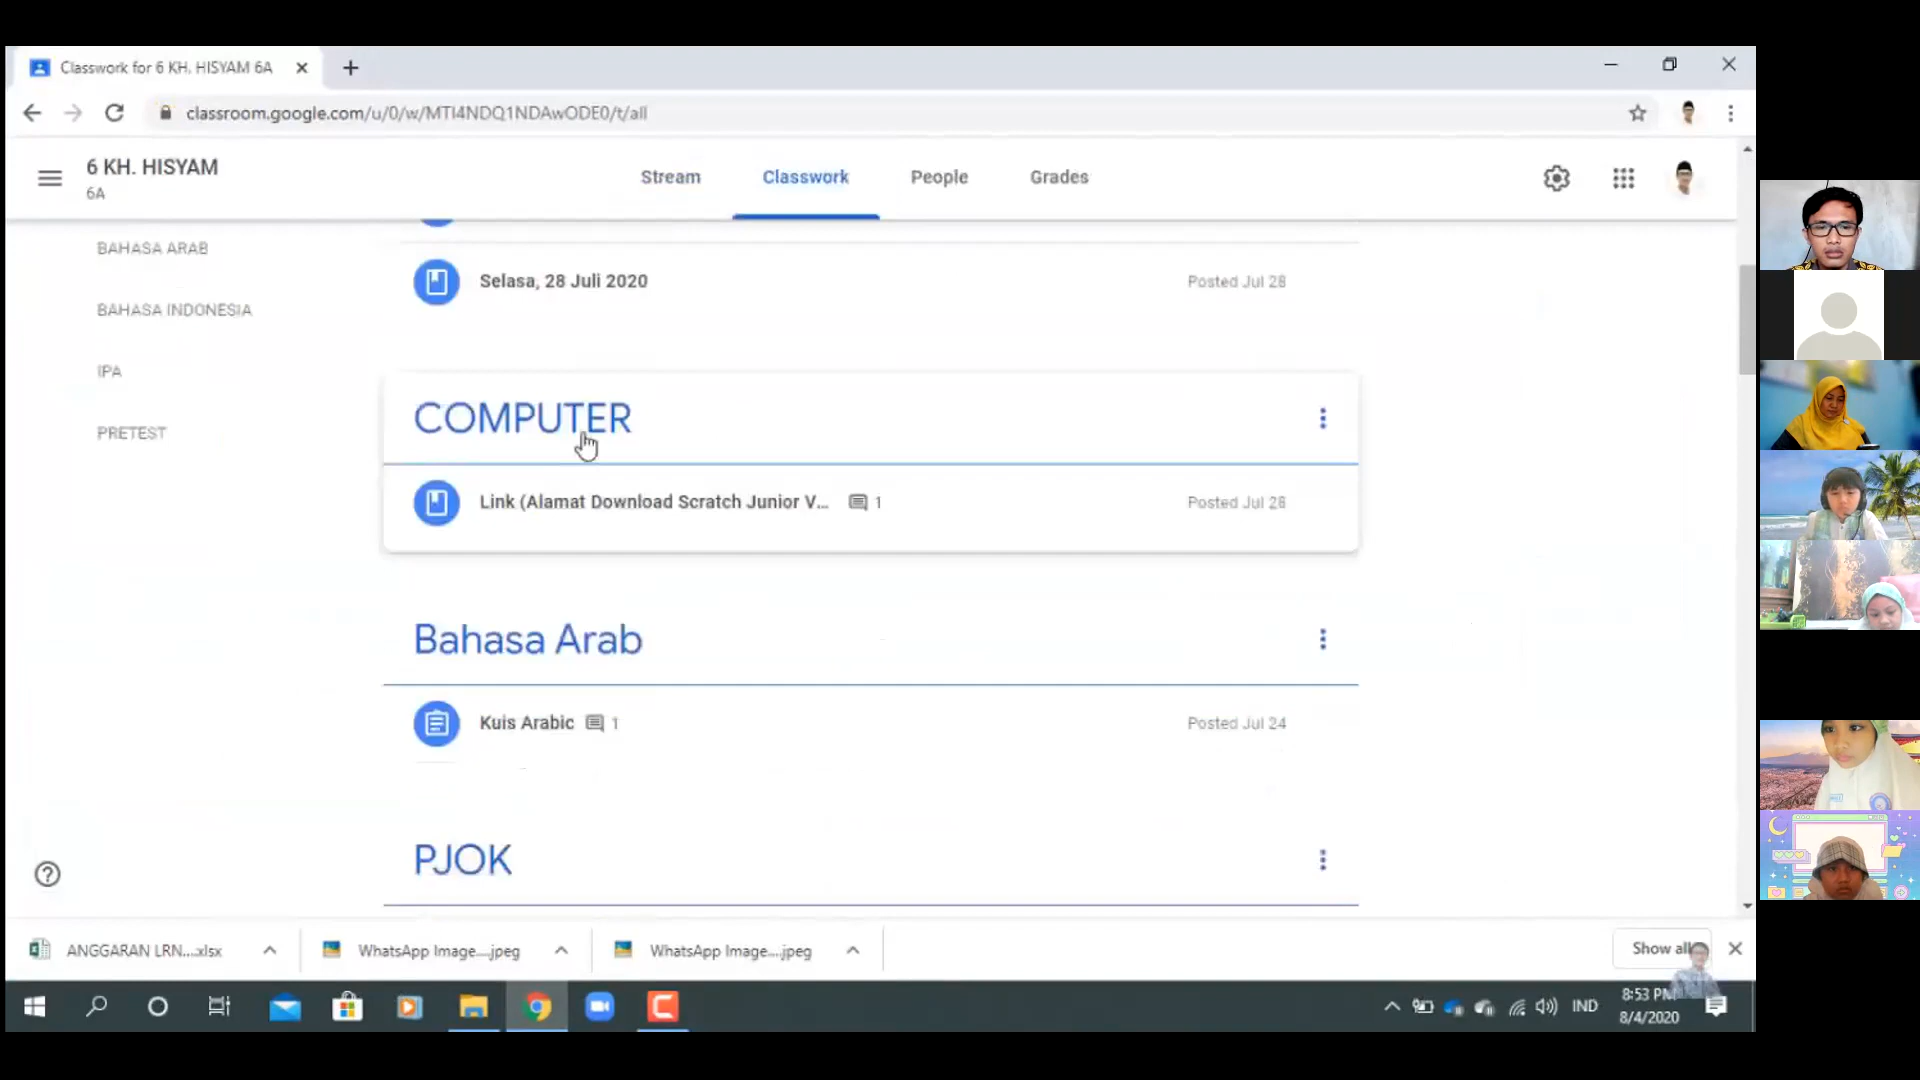 Classwork for 6 KH. HISYAM 6A
classroom.google.com/u/0/w/MTI4NDQ1NDAwODE0/t/all
6 KH. HISYAM
6A
Stream
Classwork
People
Grades
BAHASA ARAB
BAHASA INDONESIA
IPA
PRETEST
Selasa, 28 Juli 2020
Posted Jul 28
COMPUTER
Link (Alamat Download Scratch Junior V...
1
Posted Jul 28
Bahasa Arab
Kuis Arabic
1
Posted Jul 24
PJOK
ANGGARAN LRN....xlsx
WhatsApp Image....jpeg
WhatsApp Image....jpeg
Show all
IND
8:53 PM
8/4/2020